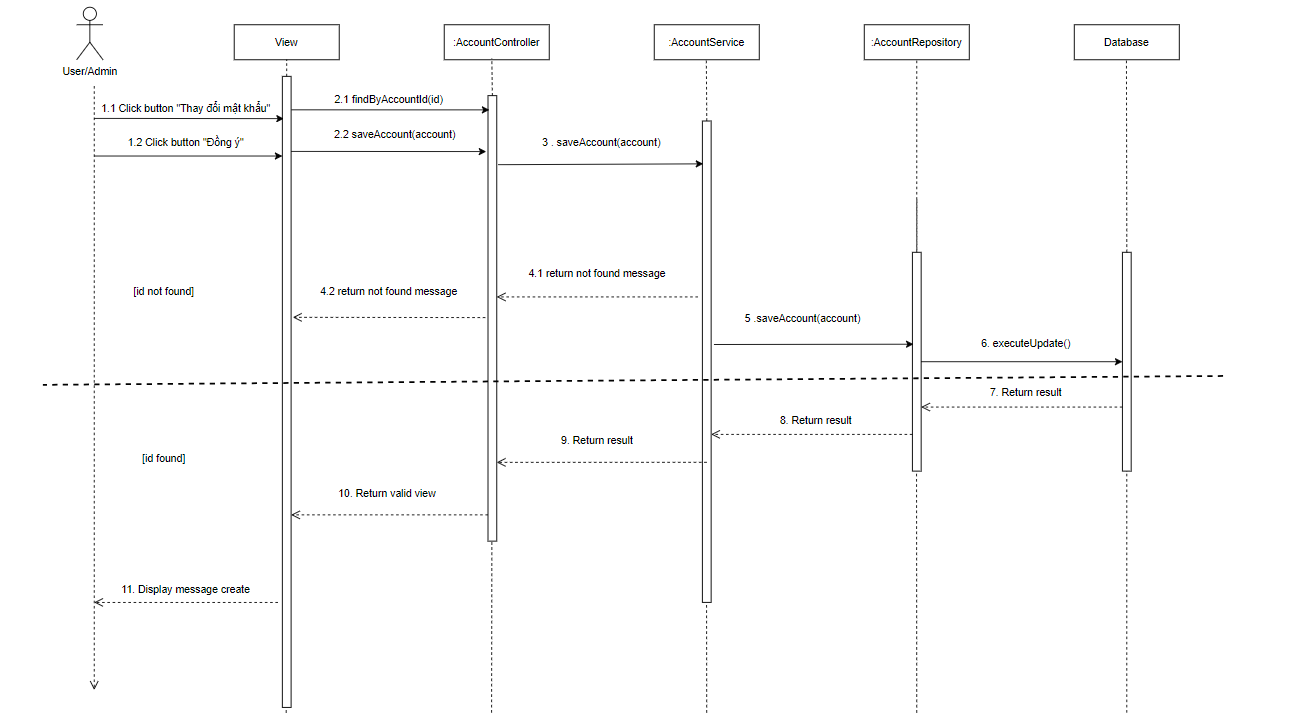 User/Admin
View
:AccountController
:AccountService
:AccountRepository
Database
1.1 Click button "Thay đổi mật khẩu"
2.1 findByAccountId(id)
1.2 Click button "Đồng ý"
2.2 saveAccount(account)
3 . saveAccount(account)
4.1 return not found message
[id not found]
4.2 return not found message
5 .saveAccount(account)
6. executeUpdate()
7. Return result
8. Return result
9. Return result
[id found]
10. Return valid view
11. Display message create